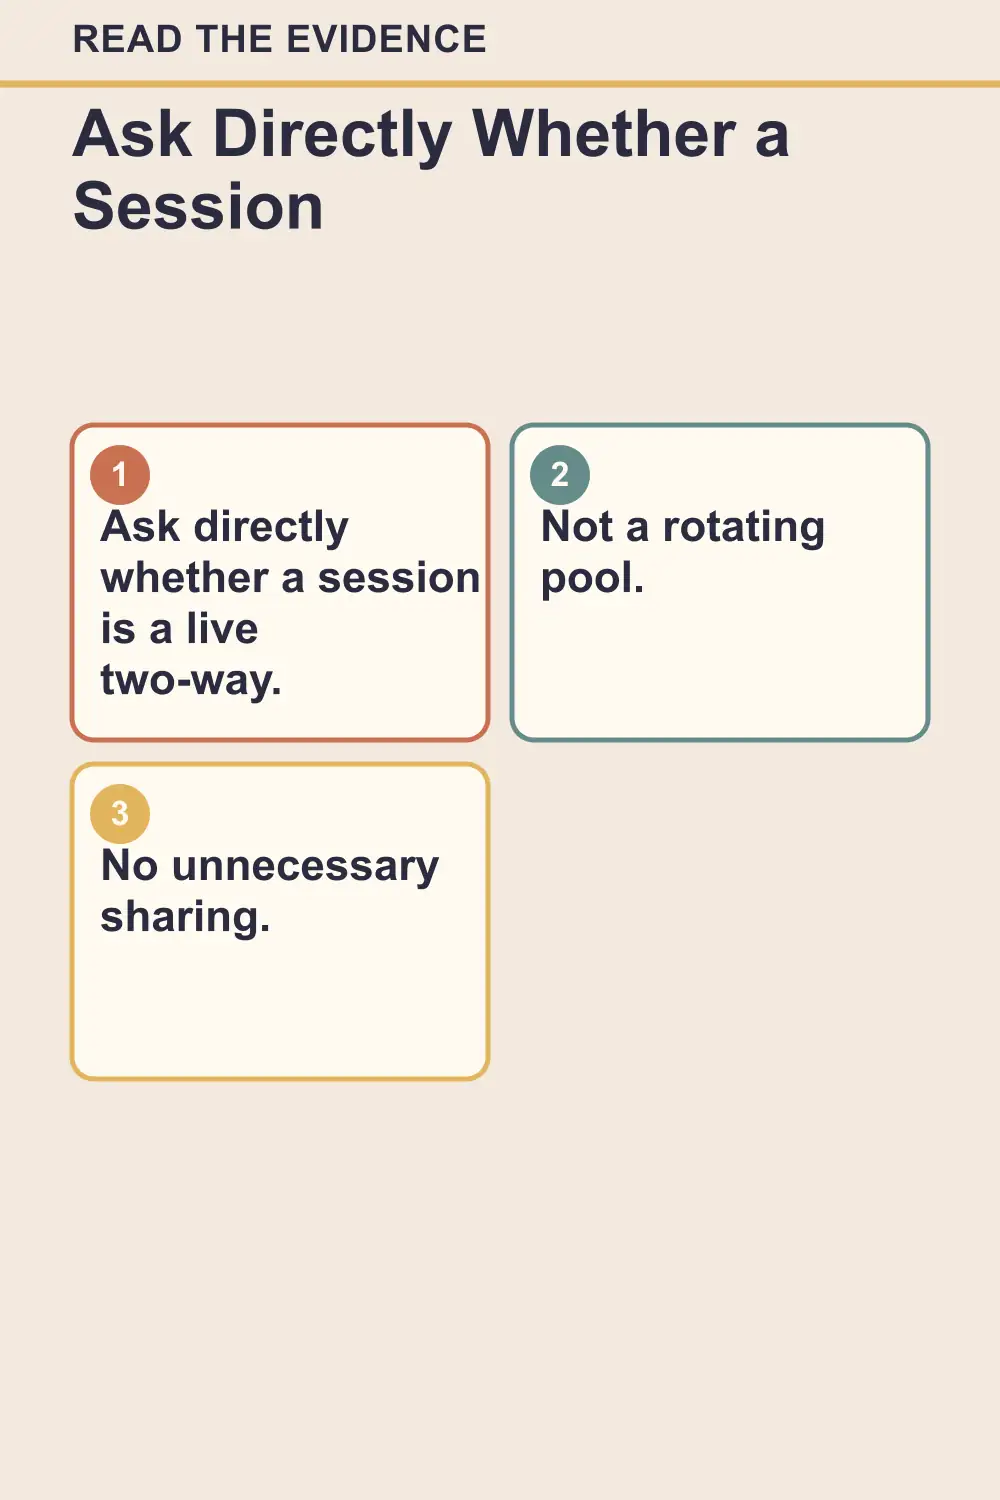 READ THE EVIDENCE
Ask Directly Whether a
Session
1
Ask directly
whether a session
is a live
two-way.
2
Not a rotating
pool.
3
No unnecessary
sharing.